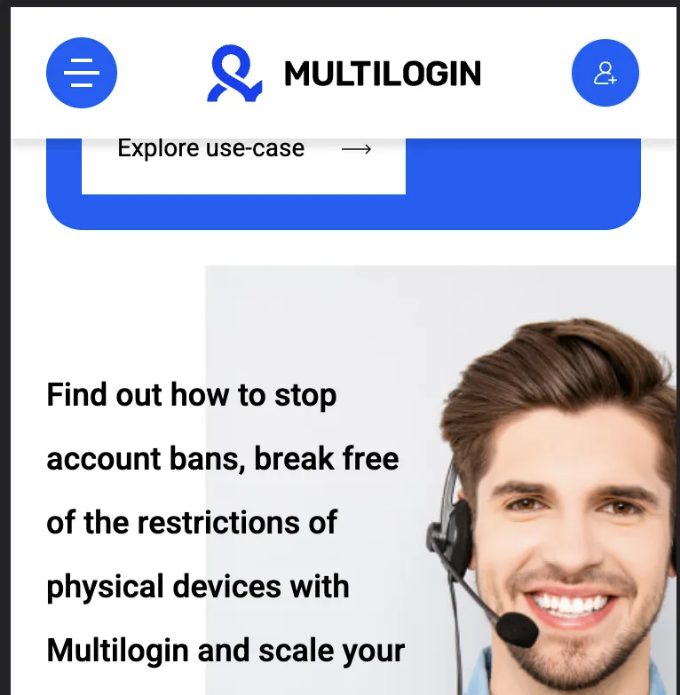 MULTILOGIN
Explore use-case
Find out how to stop
account bans, break free
of the restrictions of
physical devices with
Multilogin and scale your